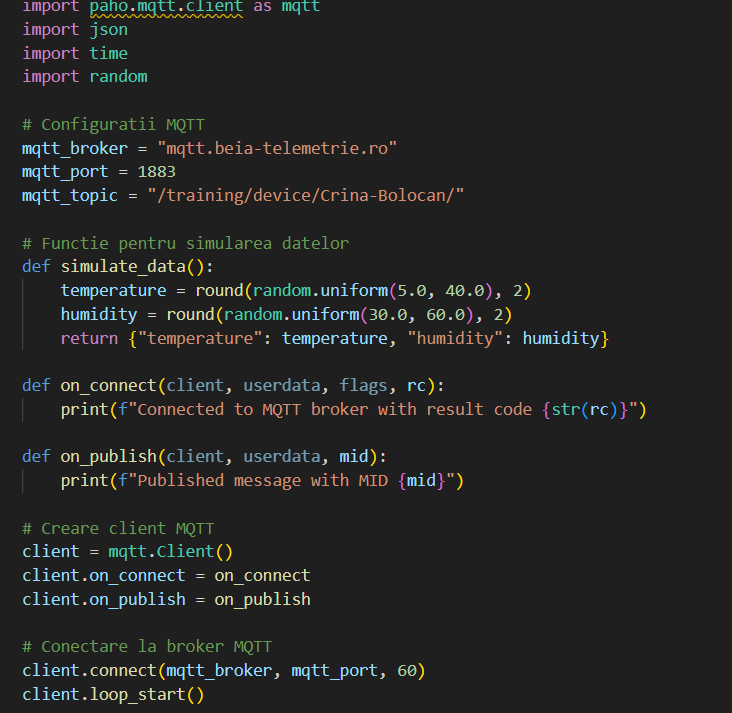 import paho.mqtt.client as mqtt
import json
import time
import random
# Configuratii MQTT
mqtt_broker = "mqtt.beia-telemetrie.ro"
mqtt_port = 1883
mqtt_topic = "/training/device/Crina-Bolocan/"
# Functie pentru simularea datelor
def simulate_data():
    temperature = round(random.uniform(5.0, 40.0), 2)
    humidity = round(random.uniform(30.0, 60.0), 2)
    return {"temperature": temperature, "humidity": humidity}
def on_connect(client, userdata, flags, rc):
    print(f"Connected to MQTT broker with result code {str(rc)}")
def on_publish(client, userdata, mid):
    print(f"Published message with MID {mid}")
# Creare client MQTT
client = mqtt.Client()
client.on_connect = on_connect
client.on_publish = on_publish
# Conectare la broker MQTT
client.connect(mqtt_broker, mqtt_port, 60)
client.loop_start()